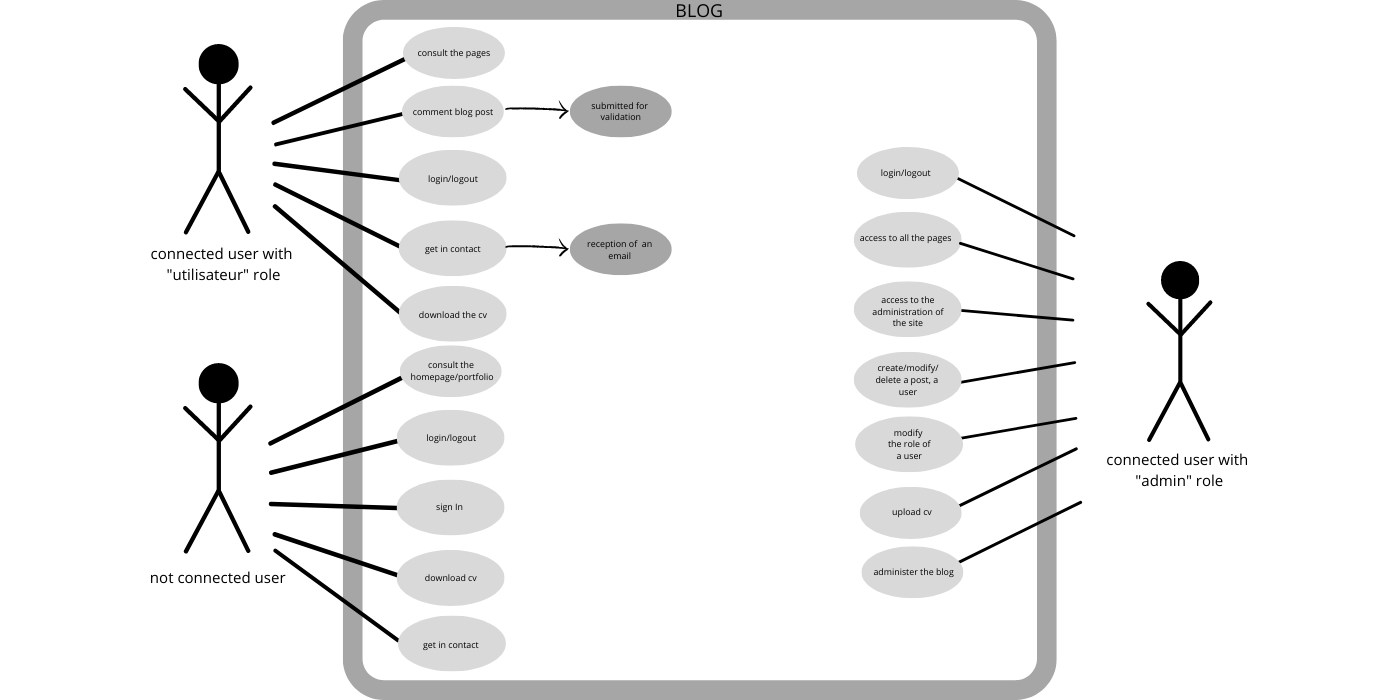 BLOG
consult the pages
comment blog post
submitted for
validation
login/logout
get in contact
reception of an
email
download the cv
connected user with
"utilisateur" role
consult the
homepage/portfolio
login/logout
sign In
download cv
get in contact
not connected user
login/logout
access to all the pages
access to the
administration of
the site
create/modify/
delete a post, a
user
modify
the role of
a user
upload cv
administer the blog
connected user with
"admin" role